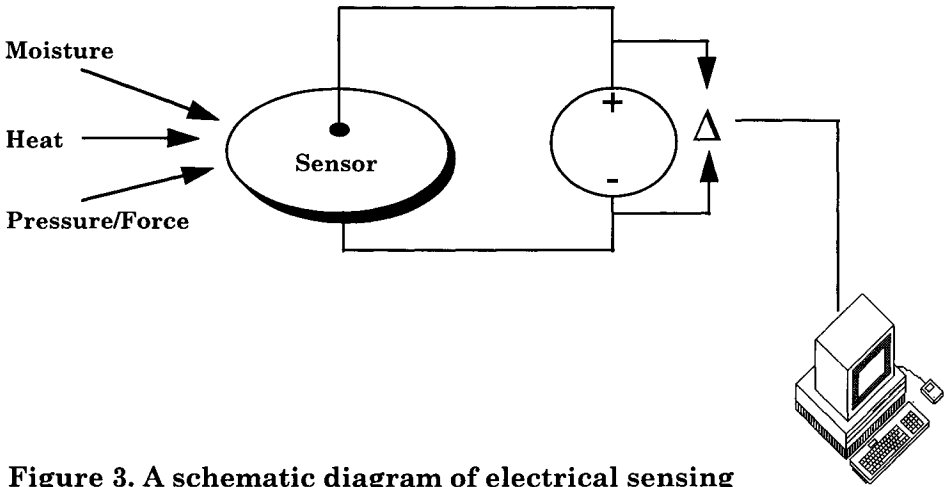 Moisture
Heat
Pressure/Force
Sensor
+
Δ
-
Figure 3. A schematic diagram of electrical sensing